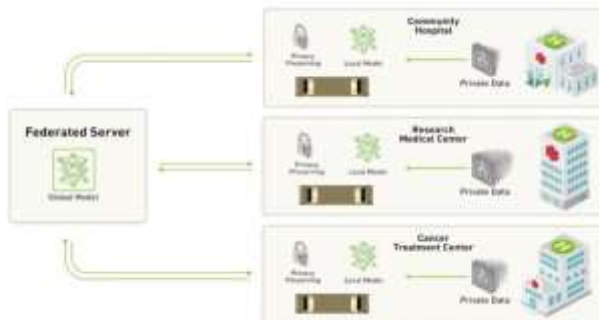 Community
Hospital
Privacy
Preserving
Local Model
Private Data
Federated Server
Global Model
Research
Medical Center
Privacy
Preserving
Local Model
Private Data
Cancer
Treatment Center
Privacy
Preserving
Local Model
Private Data